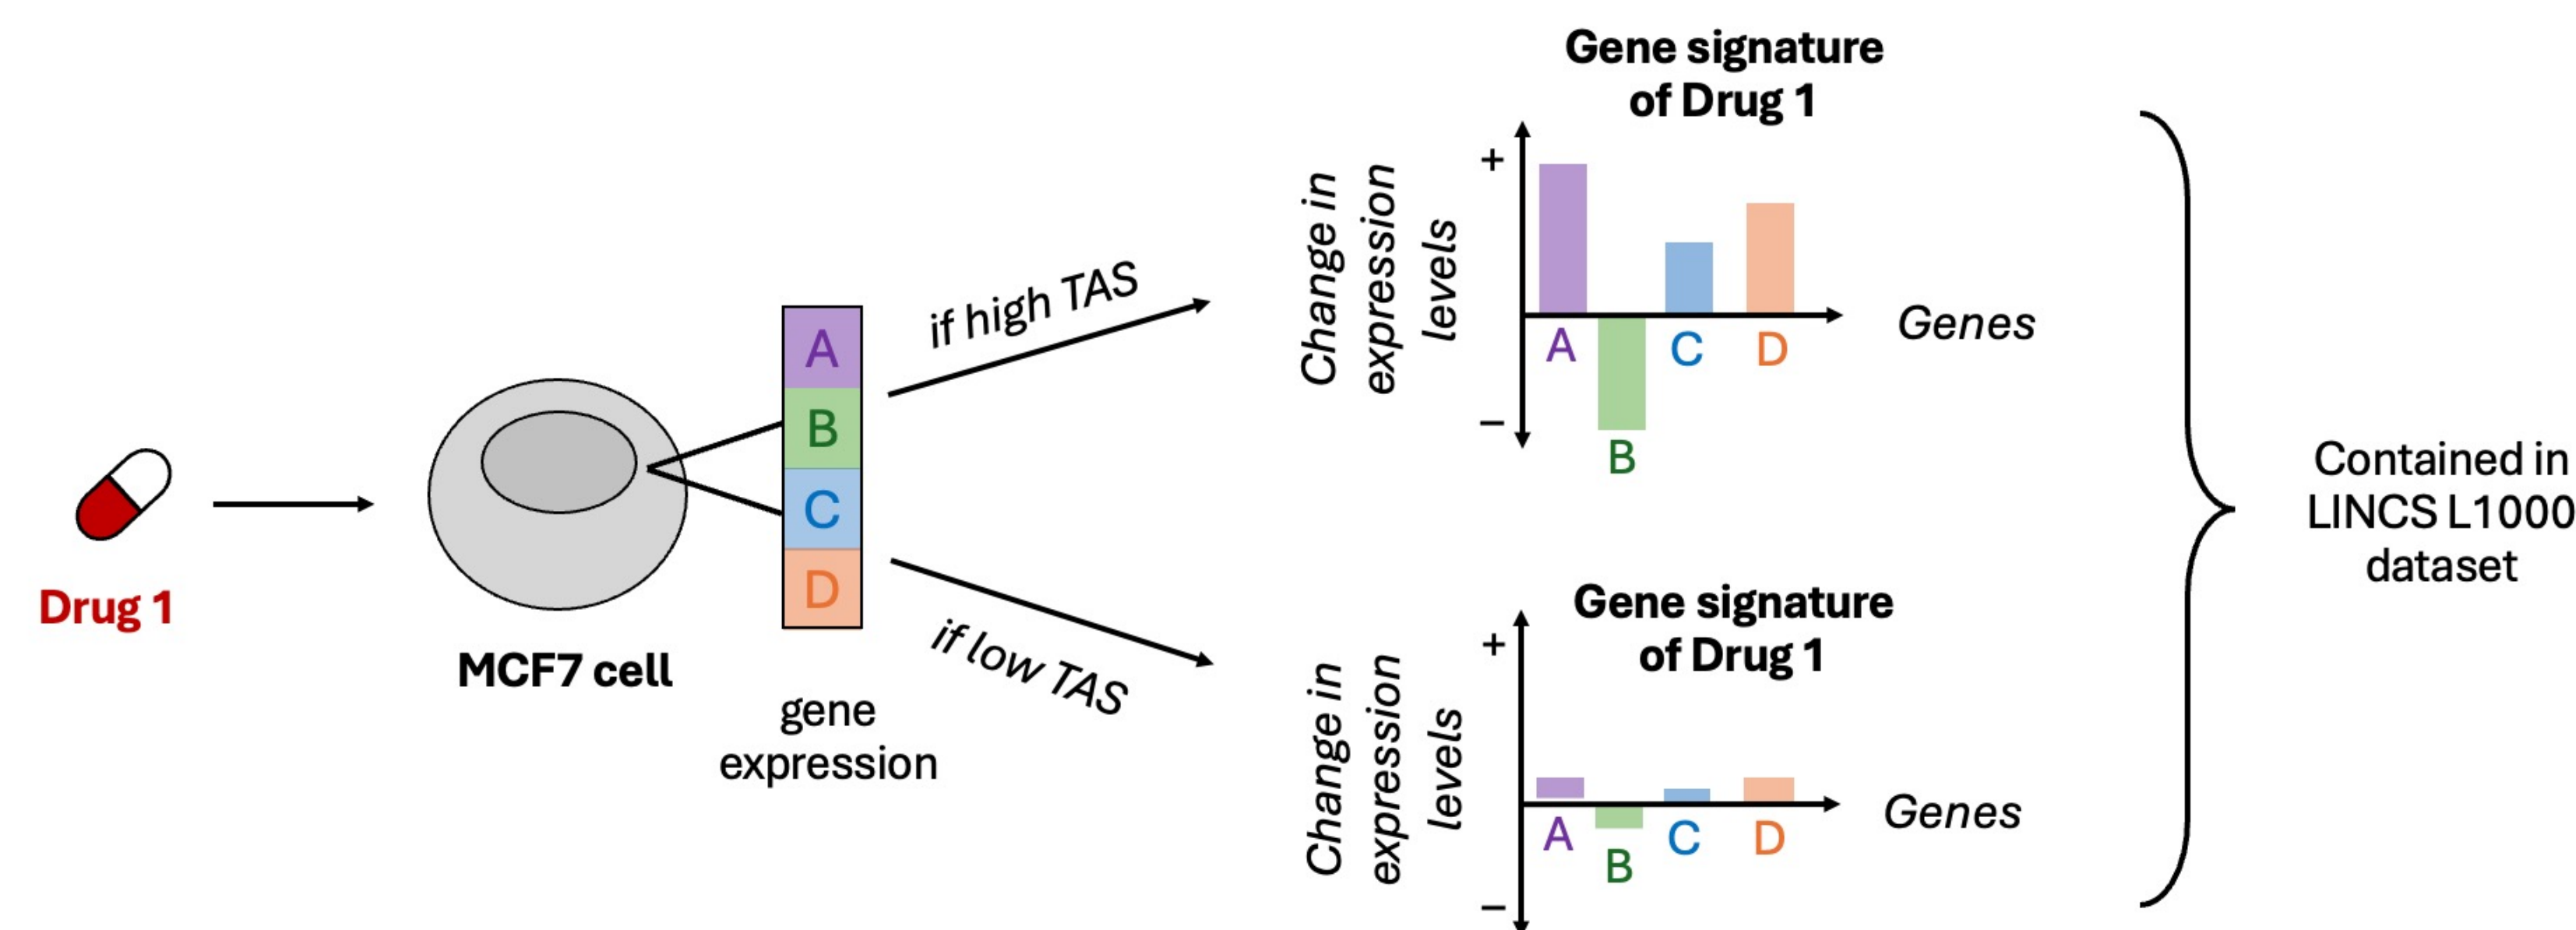 Drug 1
MCF7 cell
A
B
C
D
gene
expression
if high TAS
if low TAS
Gene signature
of Drug 1
Change in
expression
levels
+
−
A
B
C
D
Genes
Gene signature
of Drug 1
Change in
expression
levels
+
−
A
B
C
D
Genes
Contained in
LINCS L1000
dataset